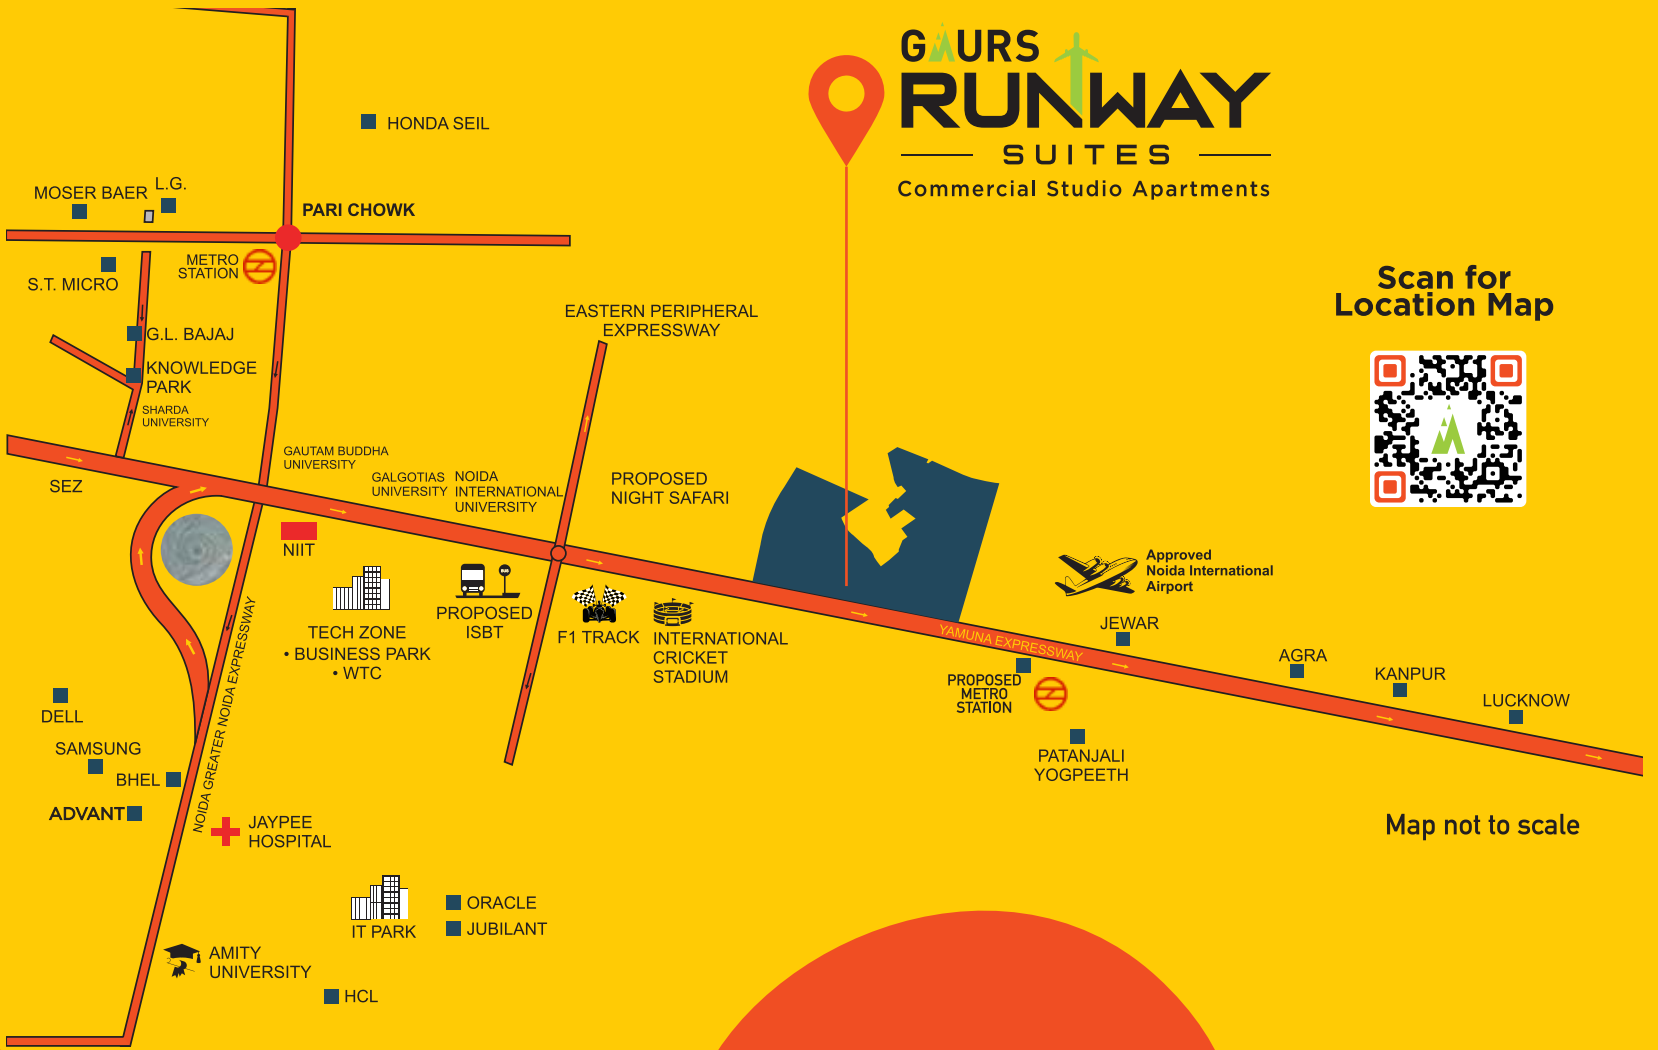 GAURS
RUNWAY
SUITES
Commercial Studio Apartments
Scan for
Location Map
HONDA SEIL
L.G.
MOSER BAER
PARI CHOWK
METRO
STATION
S.T. MICRO
G.L. BAJAJ
KNOWLEDGE
PARK
SHARDA
UNIVERSITY
EASTERN PERIPHERAL
EXPRESSWAY
SEZ
GAUTAM BUDDHA
UNIVERSITY
GALGOTIAS
UNIVERSITY
NOIDA
INTERNATIONAL
UNIVERSITY
PROPOSED
NIGHT SAFARI
NIIT
TECH ZONE
• BUSINESS PARK
• WTC
BUS
PROPOSED
ISBT
F1 TRACK
INTERNATIONAL
CRICKET
STADIUM
Approved
Noida International
Airport
YAMUNA EXPRESSWAY
JEWAR
AGRA
KANPUR
LUCKNOW
PROPOSED
METRO
STATION
PATANJALI
YOGPEETH
NOIDA GREATER NOIDA EXPRESSWAY
DELL
SAMSUNG
BHEL
ADVANT
JAYPEE
HOSPITAL
IT PARK
ORACLE
JUBILANT
AMITY
UNIVERSITY
HCL
Map not to scale